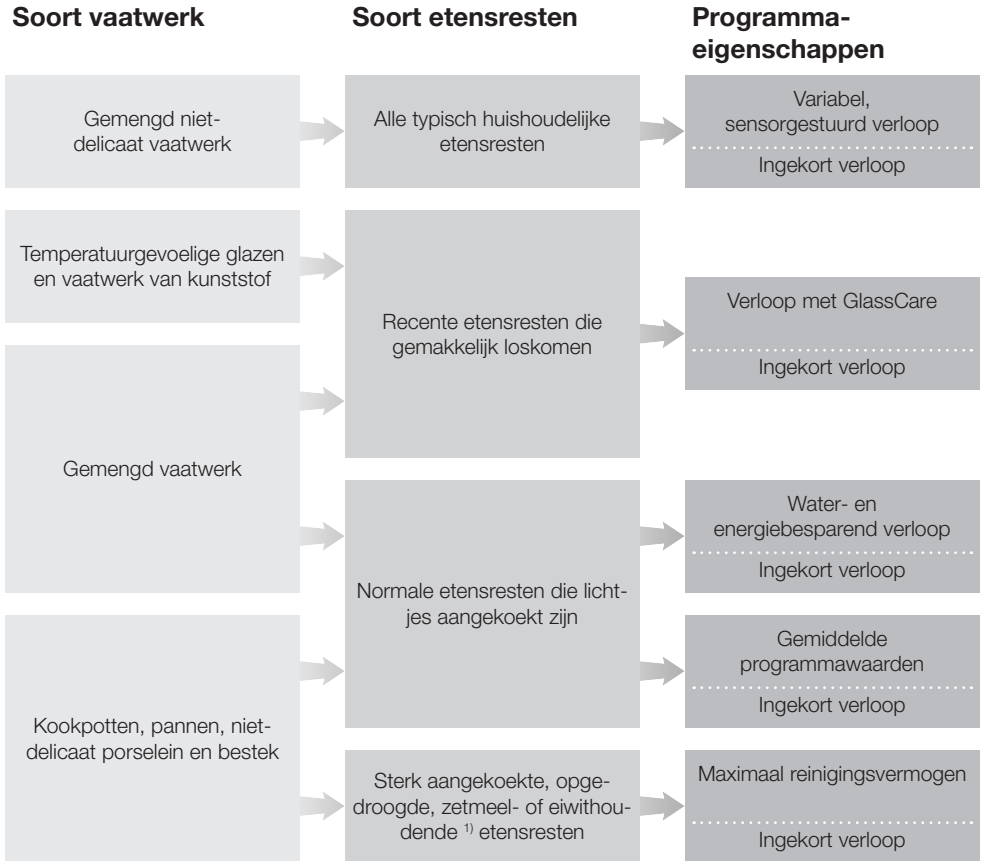 Soort vaatwerk
Soort etensresten
Programma-
eigenschappen
Gemengd niet-
delicaat vaatwerk
Alle typisch huishoudelijke
etensresten
Variabel,
sensorgestuurd verloop
Ingekort verloop
Temperatuurgevoelige glazen
en vaatwerk van kunststof
Recente etensresten die
gemakkelijk loskomen
Verloop met GlassCare
Ingekort verloop
Gemengd vaatwerk
Normale etensresten die licht-
jes aangekoekt zijn
Water- en
energiebesparend verloop
Ingekort verloop
Gemiddelde
programmawaarden
Ingekort verloop
Kookpotten, pannen, niet-
delicaat porselein en bestek
Sterk aangekoekte, opge-
droogde, zetmeel- of eiwithou-
dende 1) etensresten
Maximaal reinigingsvermogen
Ingekort verloop